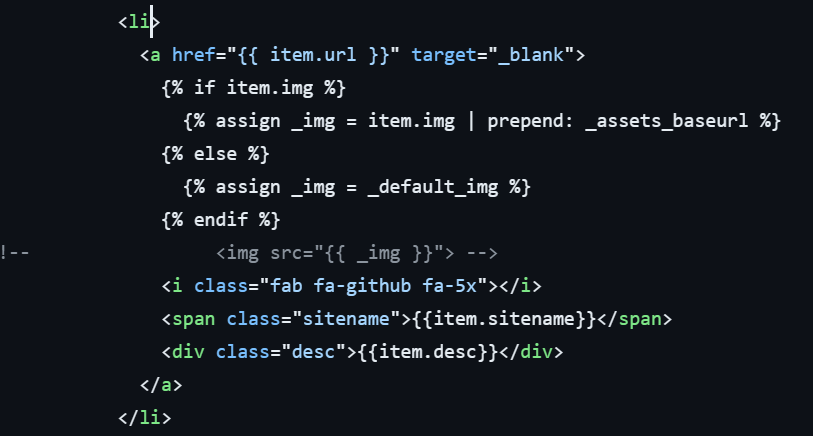 <li>
<a href="{{ item.url }}" target="_blank">
{% if item.img %}
{% assign _img = item.img | prepend: _assets_baseurl %}
{% else %}
{% assign _img = _default_img %}
{% endif %}
!-- <img src="{{ _img }}"> -->
<i class="fab fa-github fa-5x"></i>
<span class="sitename">{{item.sitename}}</span>
<div class="desc">{{item.desc}}</div>
</a>
</li>